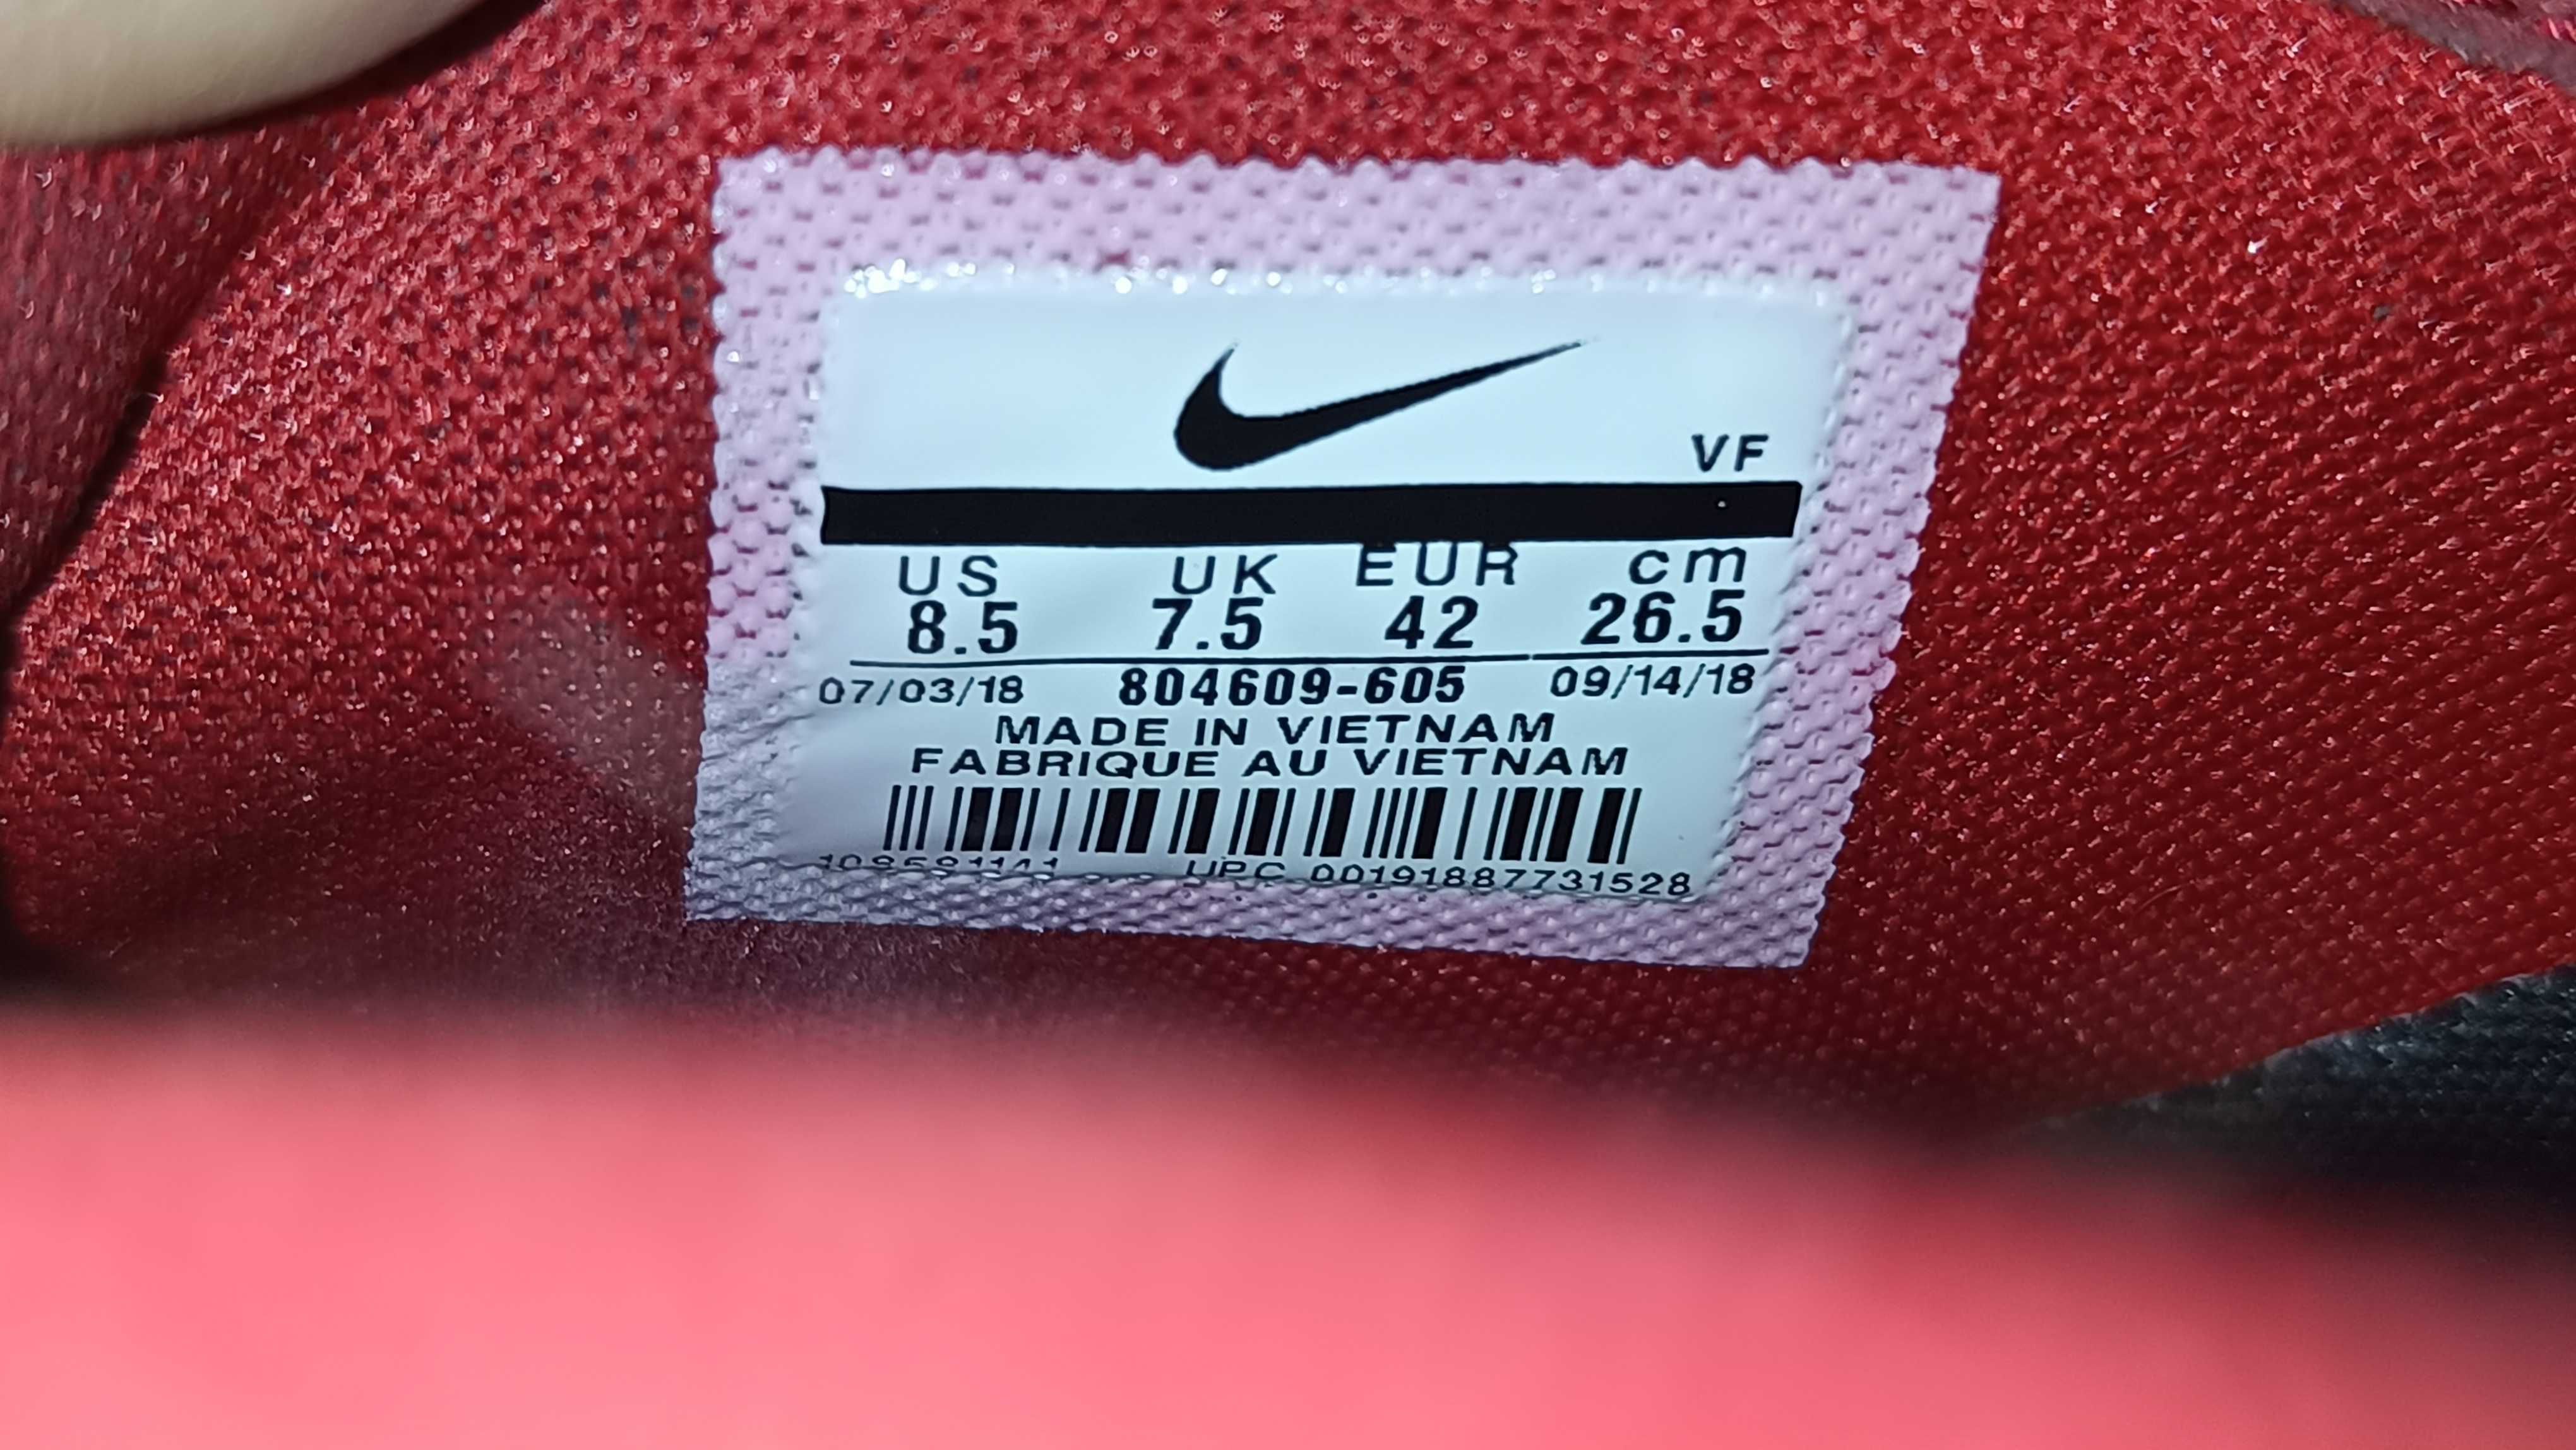 VF
US UK EUR cm
8.5 7.5 42 26.5
07/03/18 804609-605 09/14/18
MADE IN VIETNAM
FABRIQUE AU VIETNAM
UPC 00191887731528